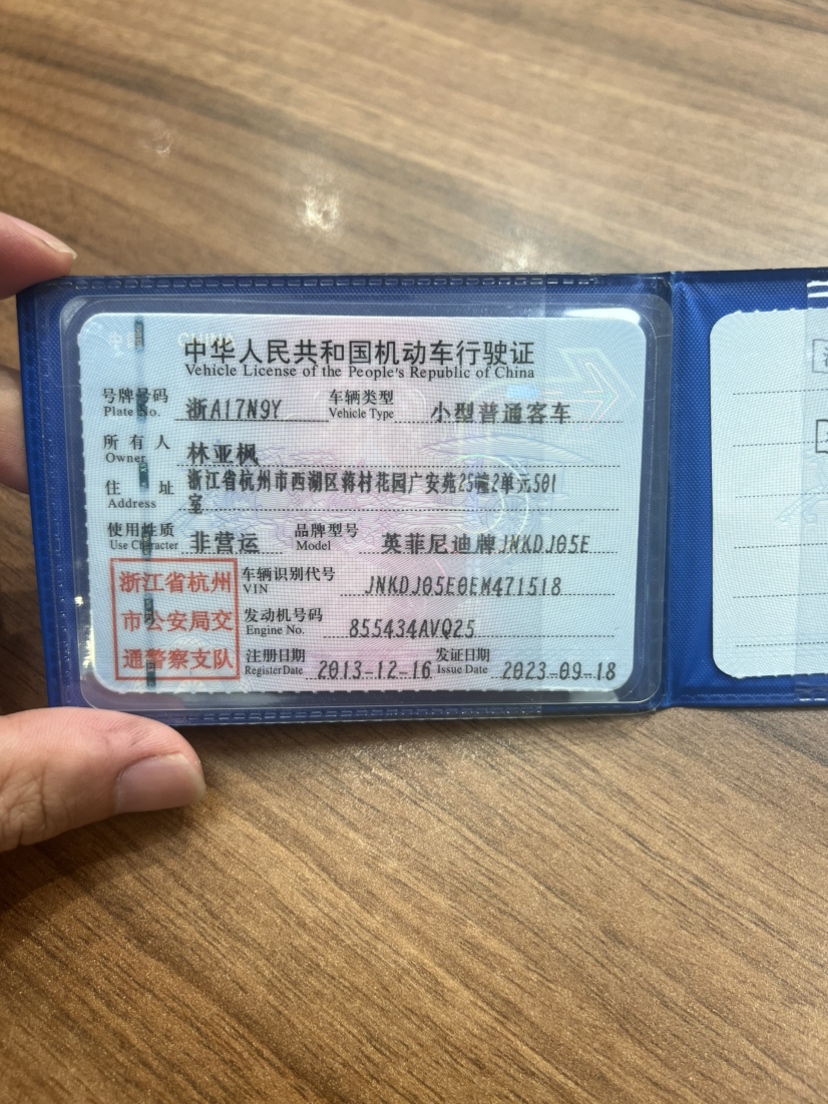 中华人民共和国机动车行驶证
Vehicle License of the People's Republic of China
号牌号码 浙A17N9Y 车辆类型 小型普通客车
Plate No. Vehicle Type
所有人 林亚枫
Owner
住址 浙江省杭州市西湖区蒋村花园广安苑25幢2单元501
Address 室
使用性质 非营运 品牌型号 英菲尼迪牌JNKDJ05E
Use Character Model
浙江省杭州
市公安局交
通警察支队
车辆识别代号 JNKDJ05E0EM471518
VIN
发动机号码 855434AVQ25
Engine No.
注册日期 2013-12-16 发证日期 2023-09-18
Register Date Issue Date